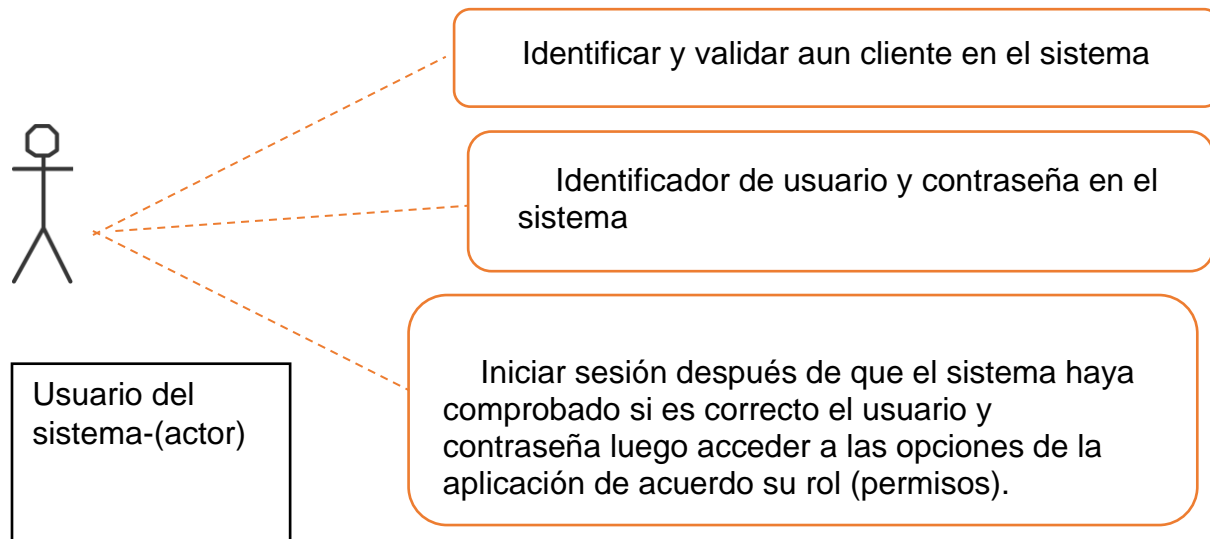 Identificar y validar aun cliente en el sistema
Identificador de usuario y contraseña en el
sistema
Iniciar sesión después de que el sistema haya
comprobado si es correcto el usuario y
contraseña luego acceder a las opciones de la
aplicación de acuerdo su rol (permisos).
Usuario del
sistema-(actor)